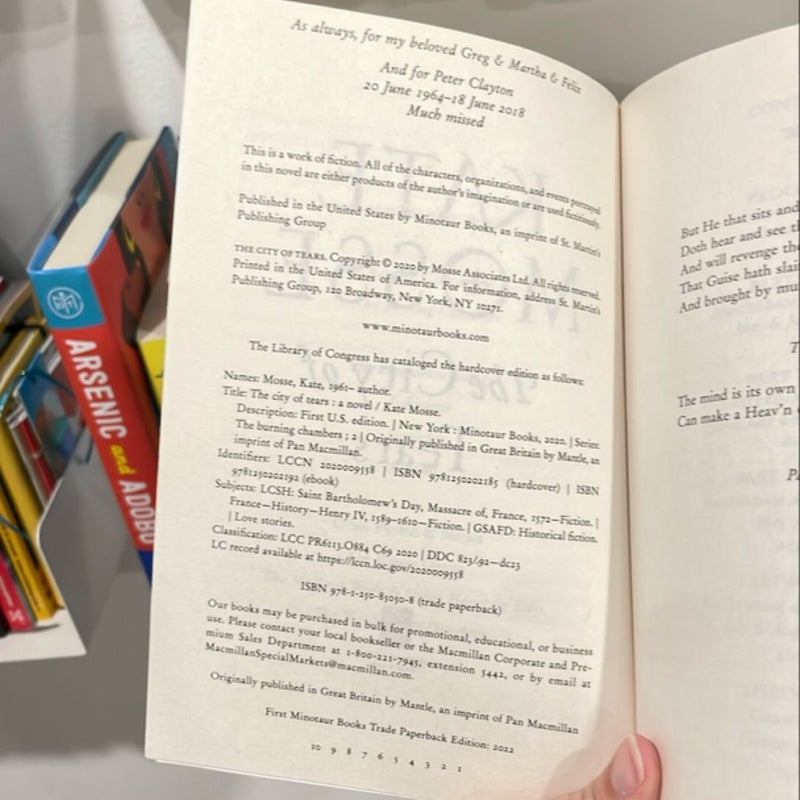 As always, for my beloved Greg & Martha & Felix
And for Peter Clayton
20 June 1964–18 June 2018
Much missed
This is a work of fiction. All of the characters, organizations, and events portrayed
in this novel are either products of the author's imagination or are used fictitiously.
Published in the United States by Minotaur Books, an imprint of St. Martin's
Publishing Group
THE CITY OF TEARS. Copyright © 2020 by Mosse Associates Ltd. All rights reserved.
Printed in the United States of America. For information, address St. Martin's
Publishing Group, 120 Broadway, New York, NY 10271.
www.minotaurbooks.com
The Library of Congress has cataloged the hardcover edition as follows:
Names: Mosse, Kate, 1961– author.
Title: The city of tears : a novel / Kate Mosse.
Description: First U.S. edition. | New York : Minotaur Books, 2020. | Series:
The burning chambers ; 2 | Originally published in Great Britain by Mantle, an
imprint of Pan Macmillan.
Identifiers: LCCN 2020009558 | ISBN 9781250202185 (hardcover) | ISBN
9781250202192 (ebook)
Subjects: LCSH: Saint Bartholomew's Day, Massacre of, France, 1572—Fiction. |
France—History—Henry IV, 1589–1610—Fiction. | GSAFD: Historical fiction.
| Love stories.
Classification: LCC PR6113.O884 C69 2020 | DDC 823/.92—dc23
LC record available at https://lccn.loc.gov/2020009558
ISBN 978-1-250-85050-8 (trade paperback)
Our books may be purchased in bulk for promotional, educational, or business
use. Please contact your local bookseller or the Macmillan Corporate and Pre-
mium Sales Department at 1-800-221-7945, extension 5442, or by email at
MacmillanSpecialMarkets@macmillan.com.
Originally published in Great Britain by Mantle, an imprint of Pan Macmillan
First Minotaur Books Trade Paperback Edition: 2022
10 9 8 7 6 5 4 3 2 1
But He that sits and
Doth hear and see
And will revenge
That Guise hath
And brought by
The mind is its own
Can make a Heav'n
ARSENIC and ADOBO